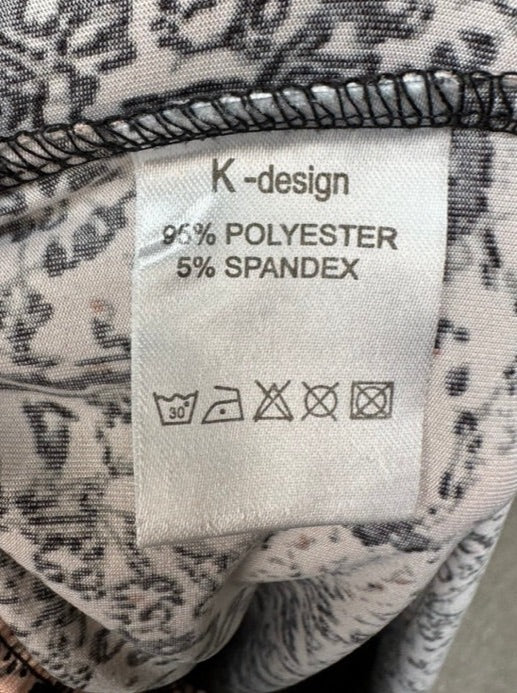 K-design
95% POLYESTER
5% SPANDEX
30°